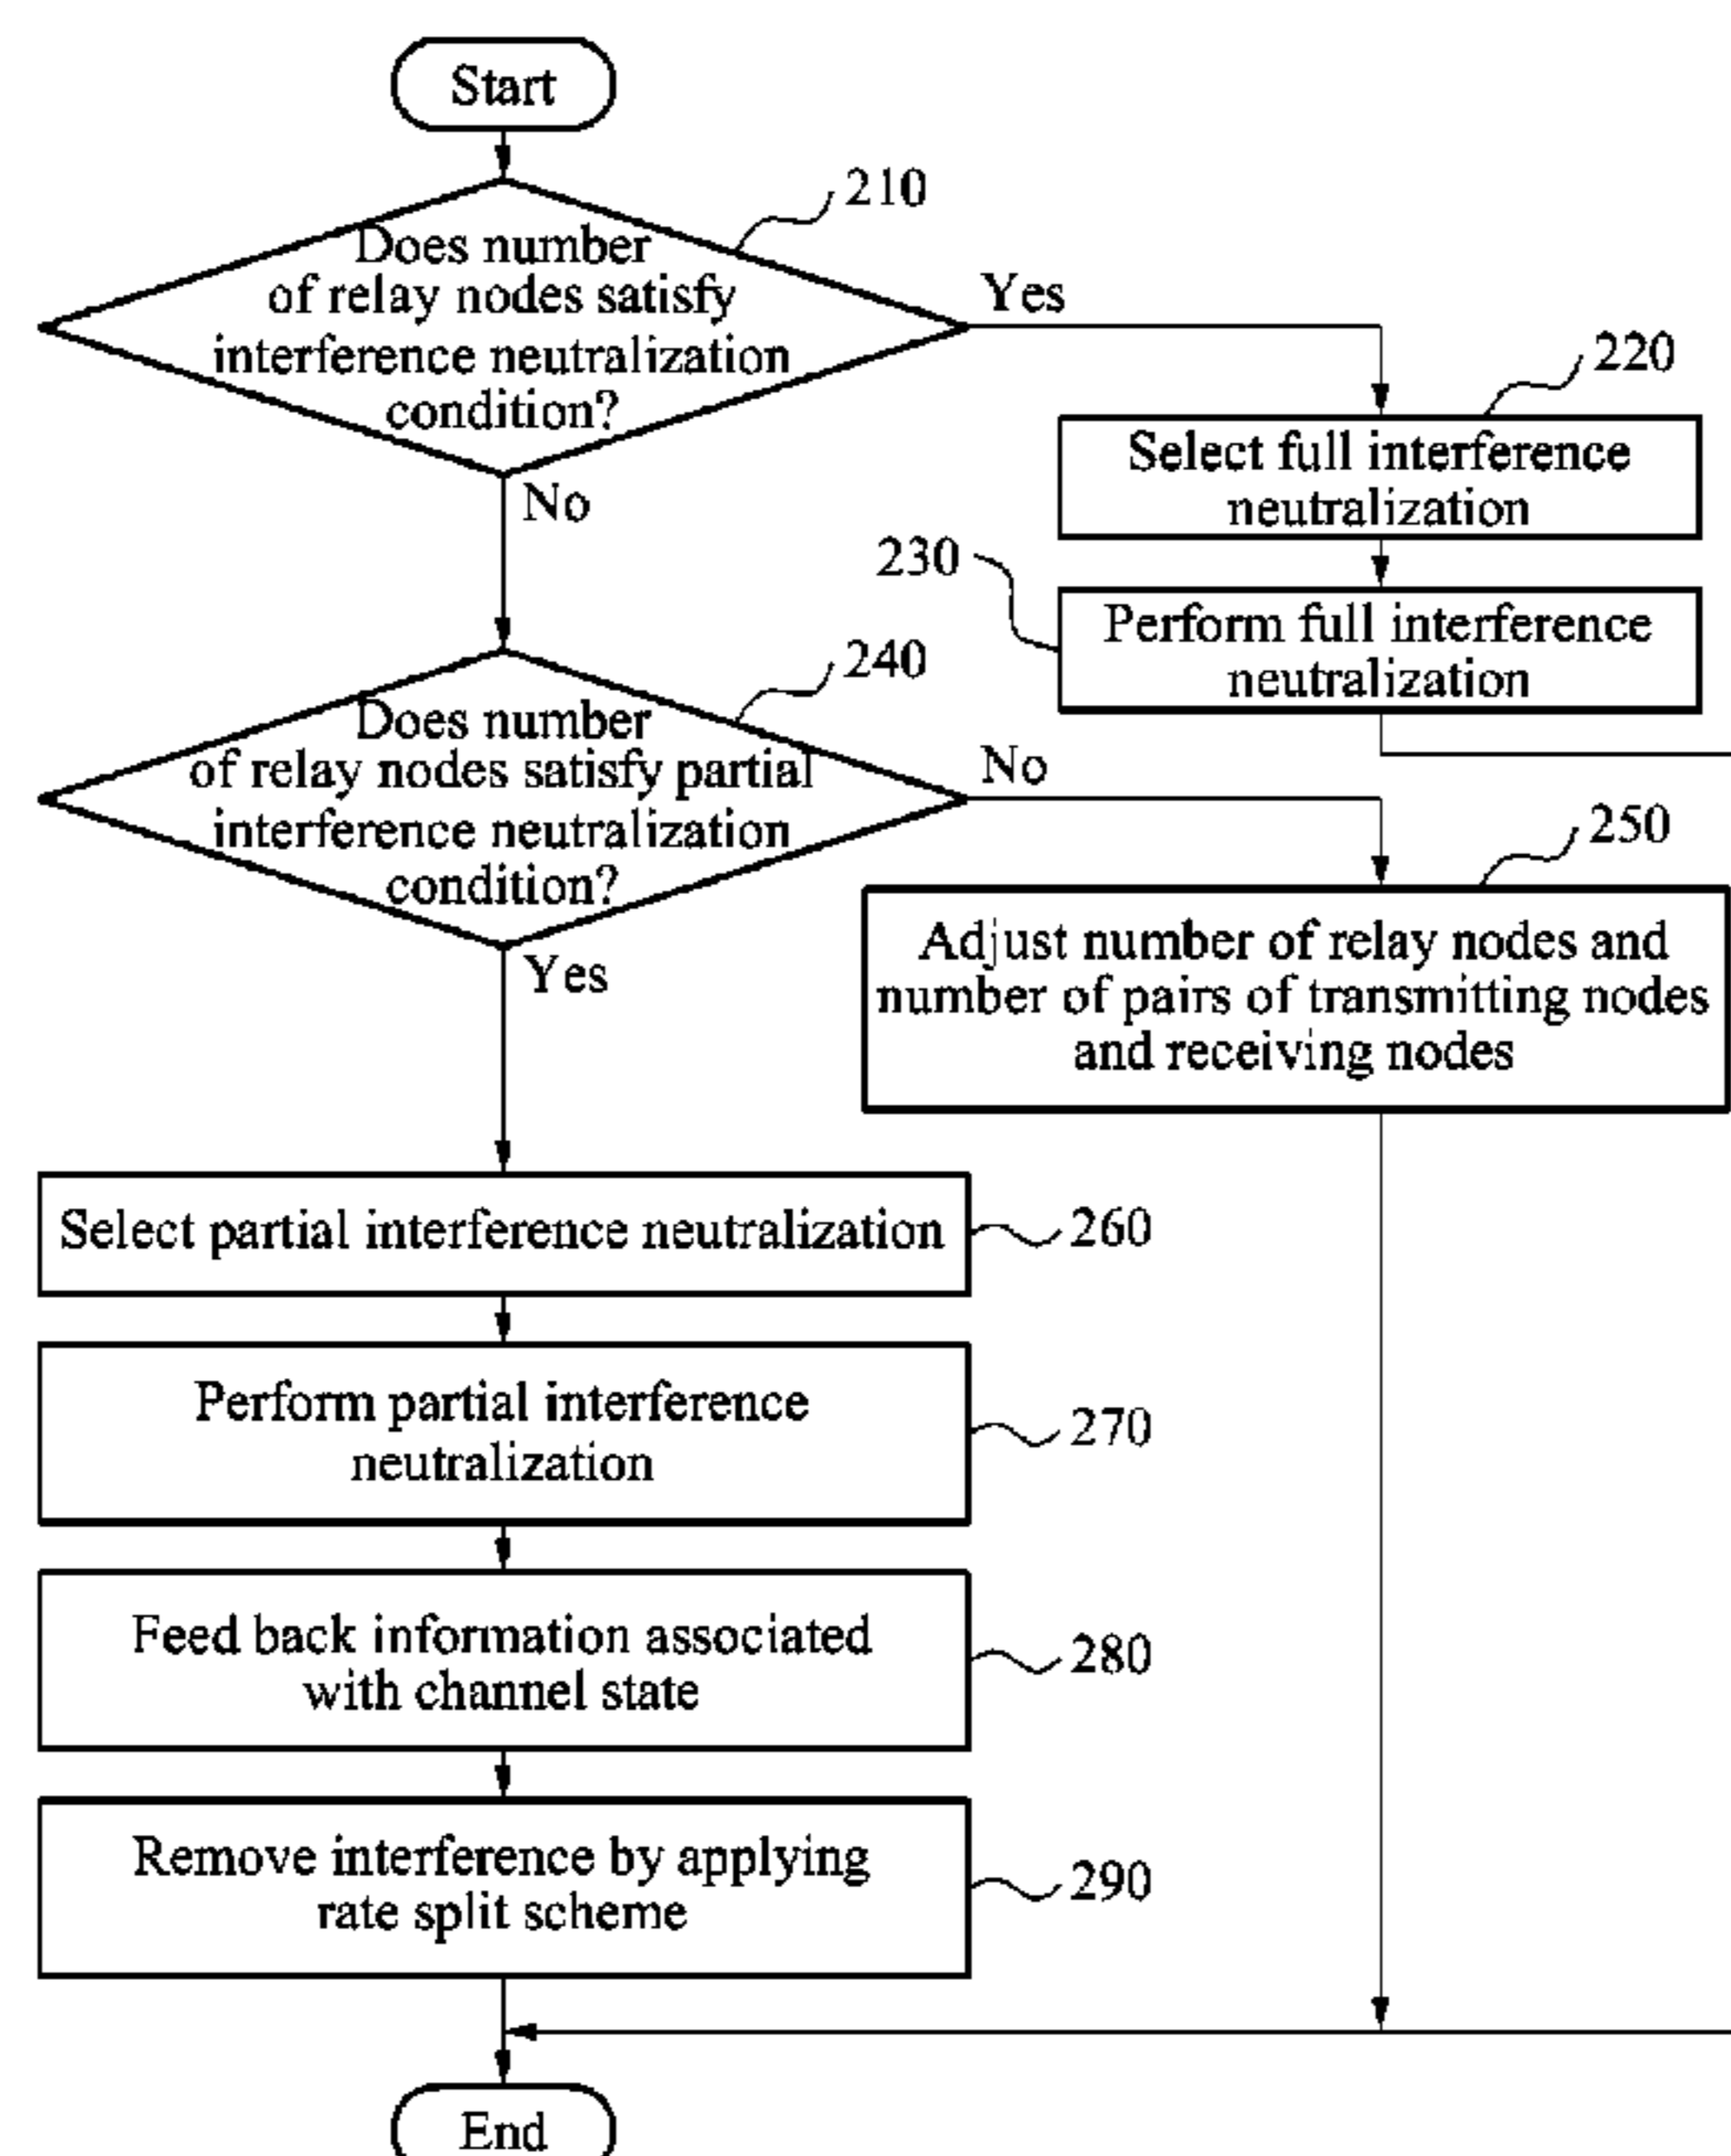 Start
210
Does number
of relay nodes satisfy
interference neutralization
condition?
Yes
No
220
Select full interference
neutralization
230
Perform full interference
neutralization
240
Does number
of relay nodes satisfy partial
interference neutralization
condition?
No
Yes
250
Adjust number of relay nodes and
number of pairs of transmitting nodes
and receiving nodes
Select partial interference neutralization
260
Perform partial interference
neutralization
270
Feed back information associated
with channel state
280
Remove interference by applying
rate split scheme
290
End